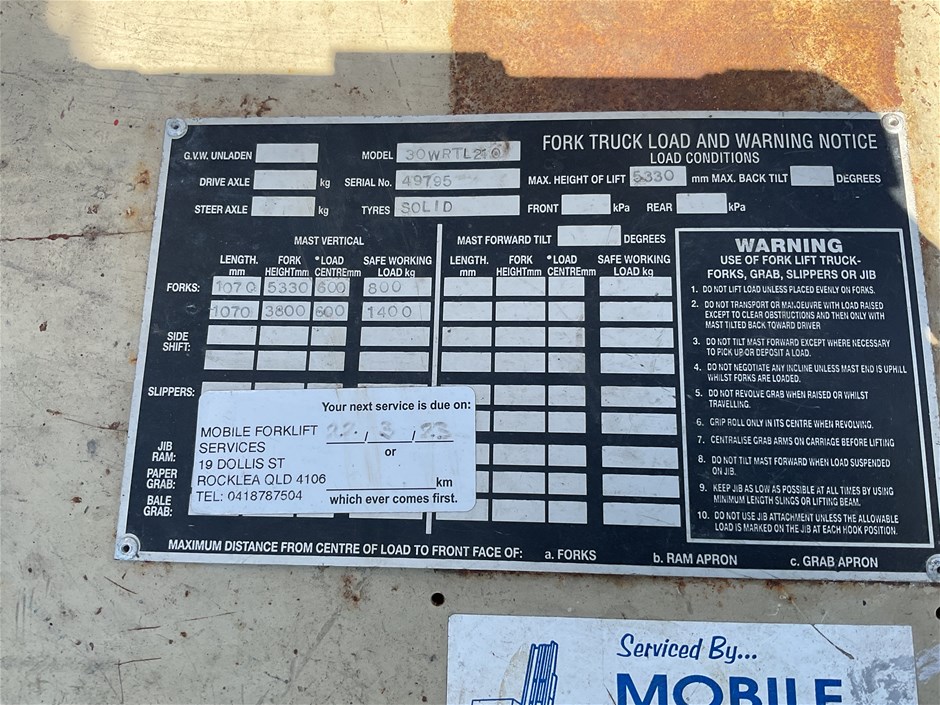 FORK TRUCK LOAD AND WARNING NOTICE
LOAD CONDITIONS
G.V.W. UNLADEN
MODEL 30WRTL210
DRIVE AXLE kg
SERIAL No. 49795
MAX. HEIGHT OF LIFT 5330 mm MAX. BACK TILT DEGREES
STEER AXLE kg
TYRES SOLID
FRONT kPa REAR kPa
MAST VERTICAL
LENGTH. mm FORK HEIGHTmm •LOAD CENTREmm SAFE WORKING LOAD kg
FORKS: 1070 5330 600 800
1070 3800 600 1400
SIDE SHIFT:
SLIPPERS:
JIB RAM:
PAPER GRAB:
BALE GRAB:
MAST FORWARD TILT DEGREES
LENGTH. mm FORK HEIGHTmm •LOAD CENTREmm SAFE WORKING LOAD kg
WARNING
USE OF FORK LIFT TRUCK-
FORKS, GRAB, SLIPPERS OR JIB
1. DO NOT LIFT LOAD UNLESS PLACED EVENLY ON FORKS.
2. DO NOT TRANSPORT OR MANOEUVRE WITH LOAD RAISED
EXCEPT TO CLEAR OBSTRUCTIONS AND THEN ONLY WITH
MAST TILTED BACK TOWARD DRIVER
3. DO NOT TILT MAST FORWARD EXCEPT WHERE NECESSARY
TO PICK UP OR DEPOSIT A LOAD.
4. DO NOT NEGOTIATE ANY INCLINE UNLESS MAST END IS UPHILL
WHILST FORKS ARE LOADED.
5. DO NOT REVOLVE GRAB WHEN RAISED OR WHILST
TRAVELLING.
6. GRIP ROLL ONLY IN ITS CENTRE WHEN REVOLVING.
7. CENTRALISE GRAB ARMS ON CARRIAGE BEFORE LIFTING
8. DO NOT TILT MAST FORWARD WHEN LOAD SUSPENDED
ON JIB.
9. KEEP JIB AS LOW AS POSSIBLE AT ALL TIMES BY USING
MINIMUM LENGTH SLINGS OR LIFTING BEAM.
10. DO NOT USE JIB ATTACHMENT UNLESS THE ALLOWABLE
LOAD IS MARKED ON THE JIB AT EACH HOOK POSITION.
Your next service is due on:
MOBILE FORKLIFT 22 / 3 / 23
SERVICES or
19 DOLLIS ST
ROCKLEA QLD 4106 km
TEL: 0418787504 which ever comes first.
MAXIMUM DISTANCE FROM CENTRE OF LOAD TO FRONT FACE OF: a. FORKS b. RAM APRON c. GRAB APRON
Serviced By...
MOBILE